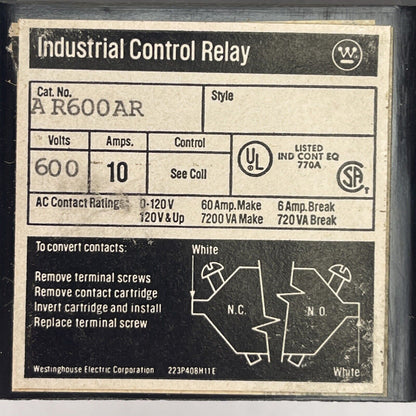 Industrial Control Relay
W
Cat. No. Style
AR600AR
Volts Amps. Control
600 10 See Coil
UL LISTED
IND CONT EQ
770A
SA
AC Contact Ratings 0-120V 60 Amp. Make 6 Amp. Break
120V & Up 7200 VA Make 720 VA Break
To convert contacts:
Remove terminal screws
Remove contact cartridge
Invert cartridge and install
Replace terminal screw
White
N.C. N.O.
White
Westinghouse Electric Corporation 223P408H11E